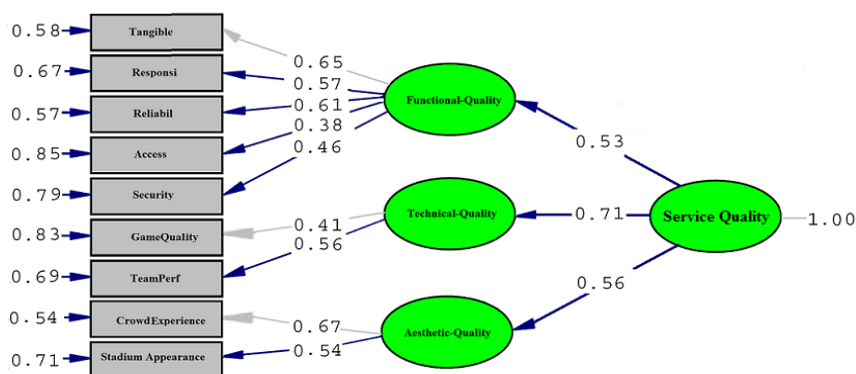 0.58 Tangible
0.65
0.67 Responsi
0.57
Functional-Quality
0.57 Reliabil
0.61
0.38
0.53
0.85 Access
0.46
0.79 Security
Technical-Quality
0.71
Service Quality
1.00
0.83 GameQuality
0.41
0.56
0.69 TeamPerf
0.56
0.54 CrowdExperience
0.67
Aesthetic-Quality
0.54
0.71 Stadium Appearance